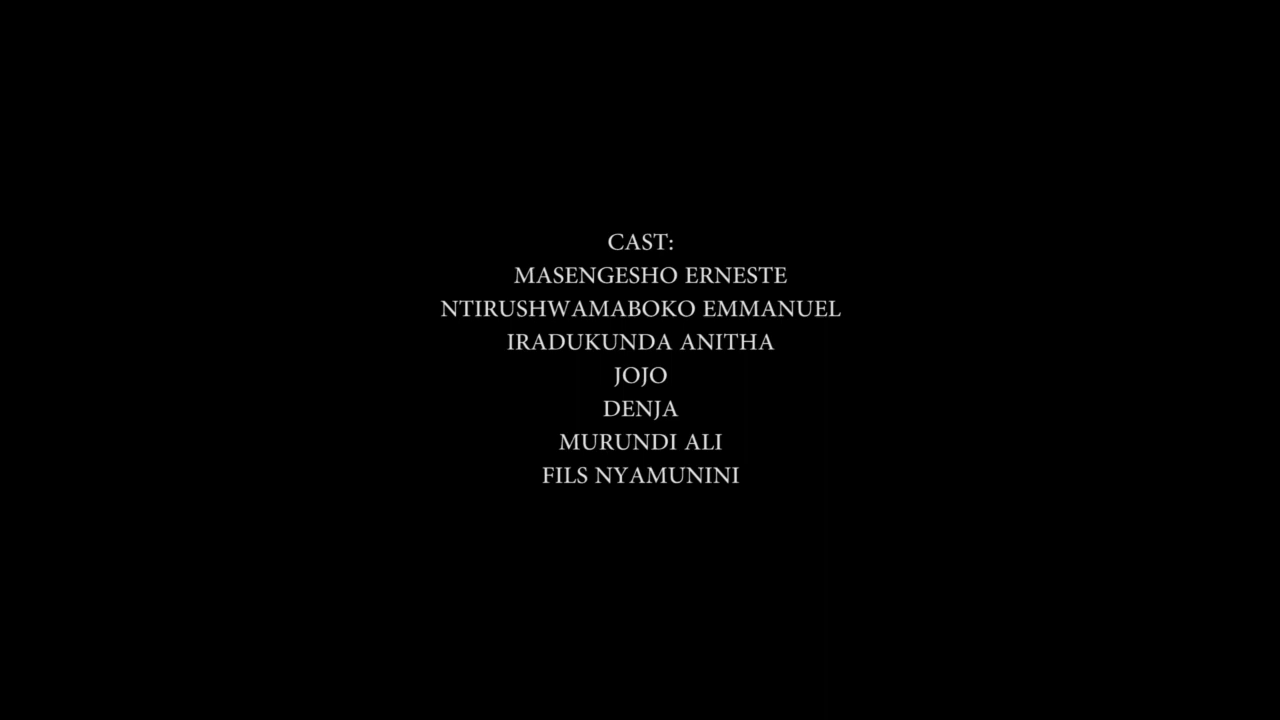 CAST:
MASENGESHO ERNESTE
NTIRUSHWAMABOKO EMMANUEL
IRADUKUNDA ANITHA
JOJO
DENJA
MURUNDI ALI
FILS NYAMUNINI